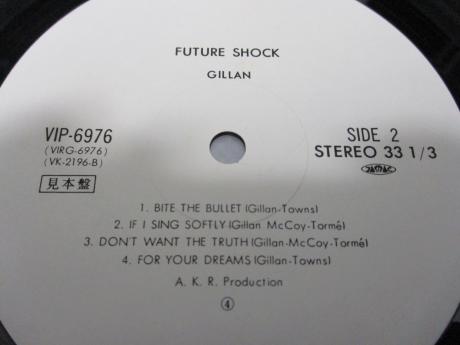 FUTURE SHOCK
GILLAN
VIP-6976
(VIRG-6976)
(VK-2196-B)
見本盤
SIDE 2
STEREO 33 1/3
JASRAC
1. BITE THE BULLET (Gillan-Towns)
2. IF I SING SOFTLY (Gillan McCoy-Tormé)
3. DON'T WANT THE TRUTH (Gillan-McCoy-Tormé)
4. FOR YOUR DREAMS (Gillan-Towns)
A. K. R. Production
④